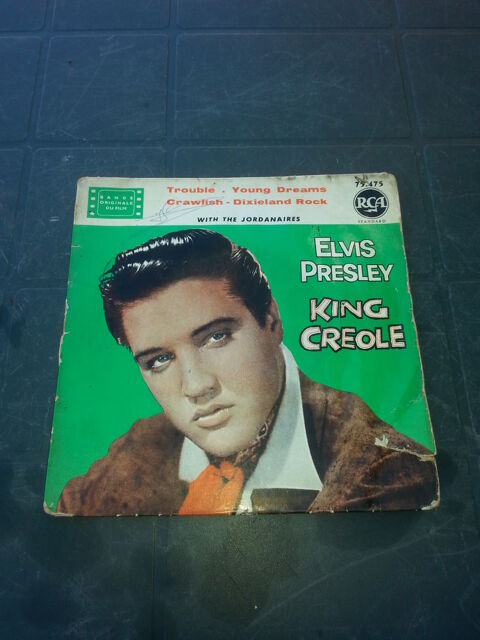 BANDE
ORIGINALE
DU FILM
Trouble . Young Dreams
Crawfish - Dixieland Rock
WITH THE JORDANAIRES
75.475
RCA
STANDARD
ELVIS
PRESLEY
KING
CREOLE